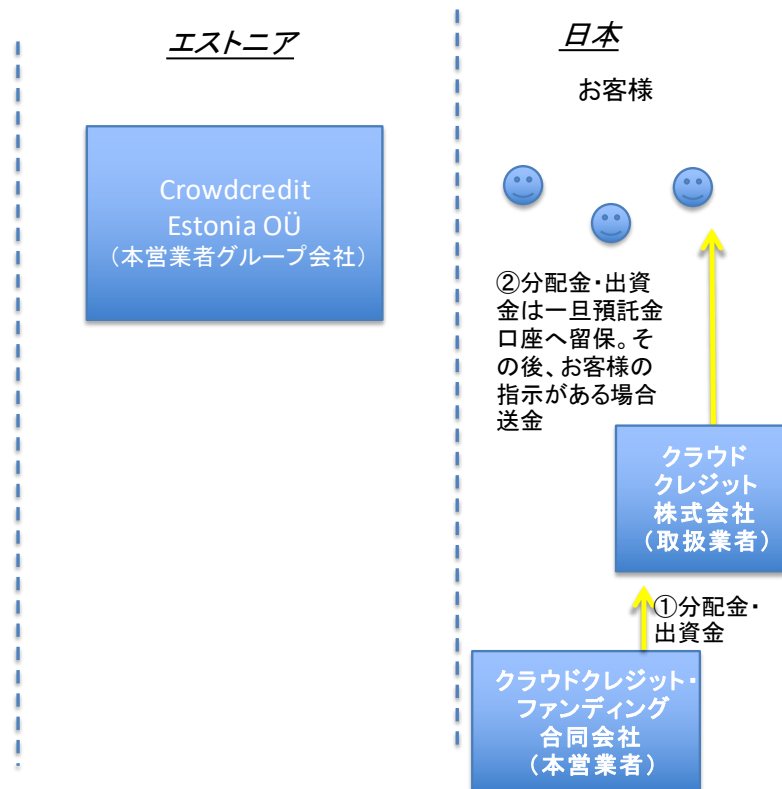 エストニア
日本
お客様
Crowdcredit
Estonia OÜ
（本営業者グループ会社）
②分配金・出資
金は一旦預託金
口座へ留保。そ
の後、お客様の
指示がある場合
送金
クラウド
クレジット
株式会社
（取扱業者）
①分配金・
出資金
クラウドクレジット・
ファンディング
合同会社
（本営業者）